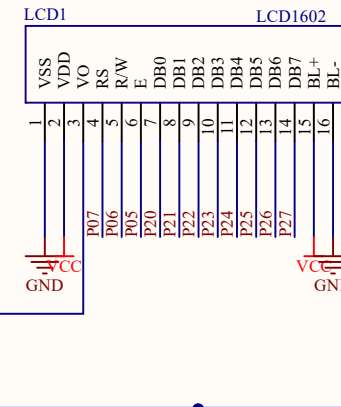 LCD1
LCD1602
VSS
VDD
VO
RS
R/W
E
DB0
DB1
DB2
DB3
DB4
DB5
DB6
DB7
BL+
BL-
1
2
3
4
5
6
7
8
9
10
11
12
13
14
15
16
P07
P06
P05
P20
P21
P22
P23
P24
P25
P26
P27
VCC
VCC
GND
GN